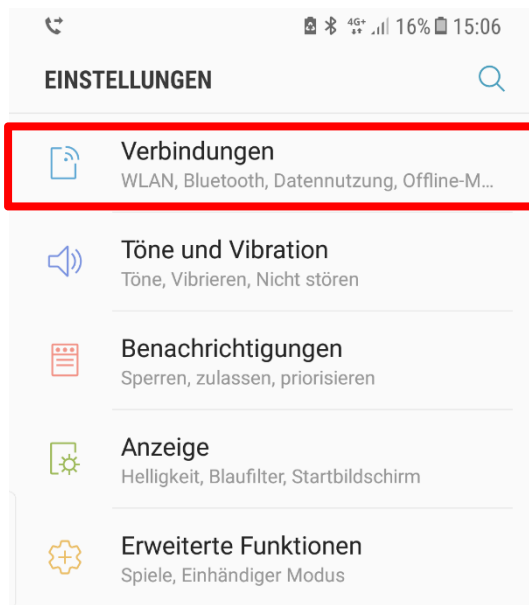 4G+ 16% 15:06
EINSTELLUNGEN
Verbindungen
WLAN, Bluetooth, Datennutzung, Offline-M...
Töne und Vibration
Töne, Vibrieren, Nicht stören
Benachrichtigungen
Sperren, zulassen, priorisieren
Anzeige
Helligkeit, Blaufilter, Startbildschirm
Erweiterte Funktionen
Spiele, Einhändiger Modus